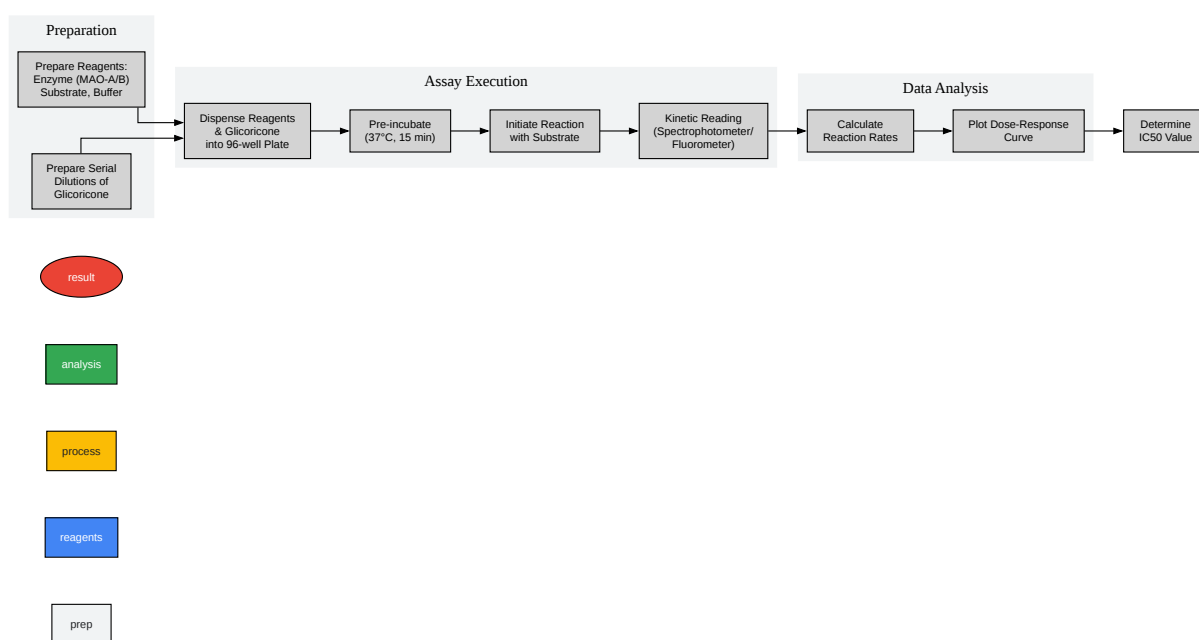 Preparation
Prepare Reagents:
Enzyme (MAO-A/B)
Substrate, Buffer
Prepare Serial
Dilutions of
Glicoricone
Assay Execution
Dispense Reagents
& Glicoricone
into 96-well Plate
Pre-incubate
(37°C, 15 min)
Initiate Reaction
with Substrate
Kinetic Reading
(Spectrophotometer/
Fluorometer)
Data Analysis
Calculate
Reaction Rates
Plot Dose-Response
Curve
Determine
IC50 Value
result
analysis
process
reagents
prep